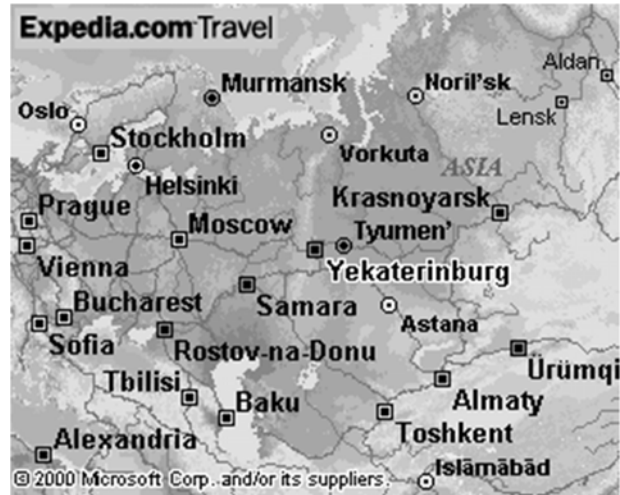 Expedia.com Travel
Aldan
Murmansk
Noril'sk
Oslo
Lensk
Stockholm
Vorkuta
ASIA
Helsinki
Krasnoyarsk
Prague
Moscow
Tyumen'
Vienna
Yekaterinburg
Bucharest
Samara
Astana
Sofia
Rostov-na-Donu
Ürümqi
Tbilisi
Baku
Almaty
Toshkent
Alexandria
Islāmābād
© 2000 Microsoft Corp. and/or its suppliers.